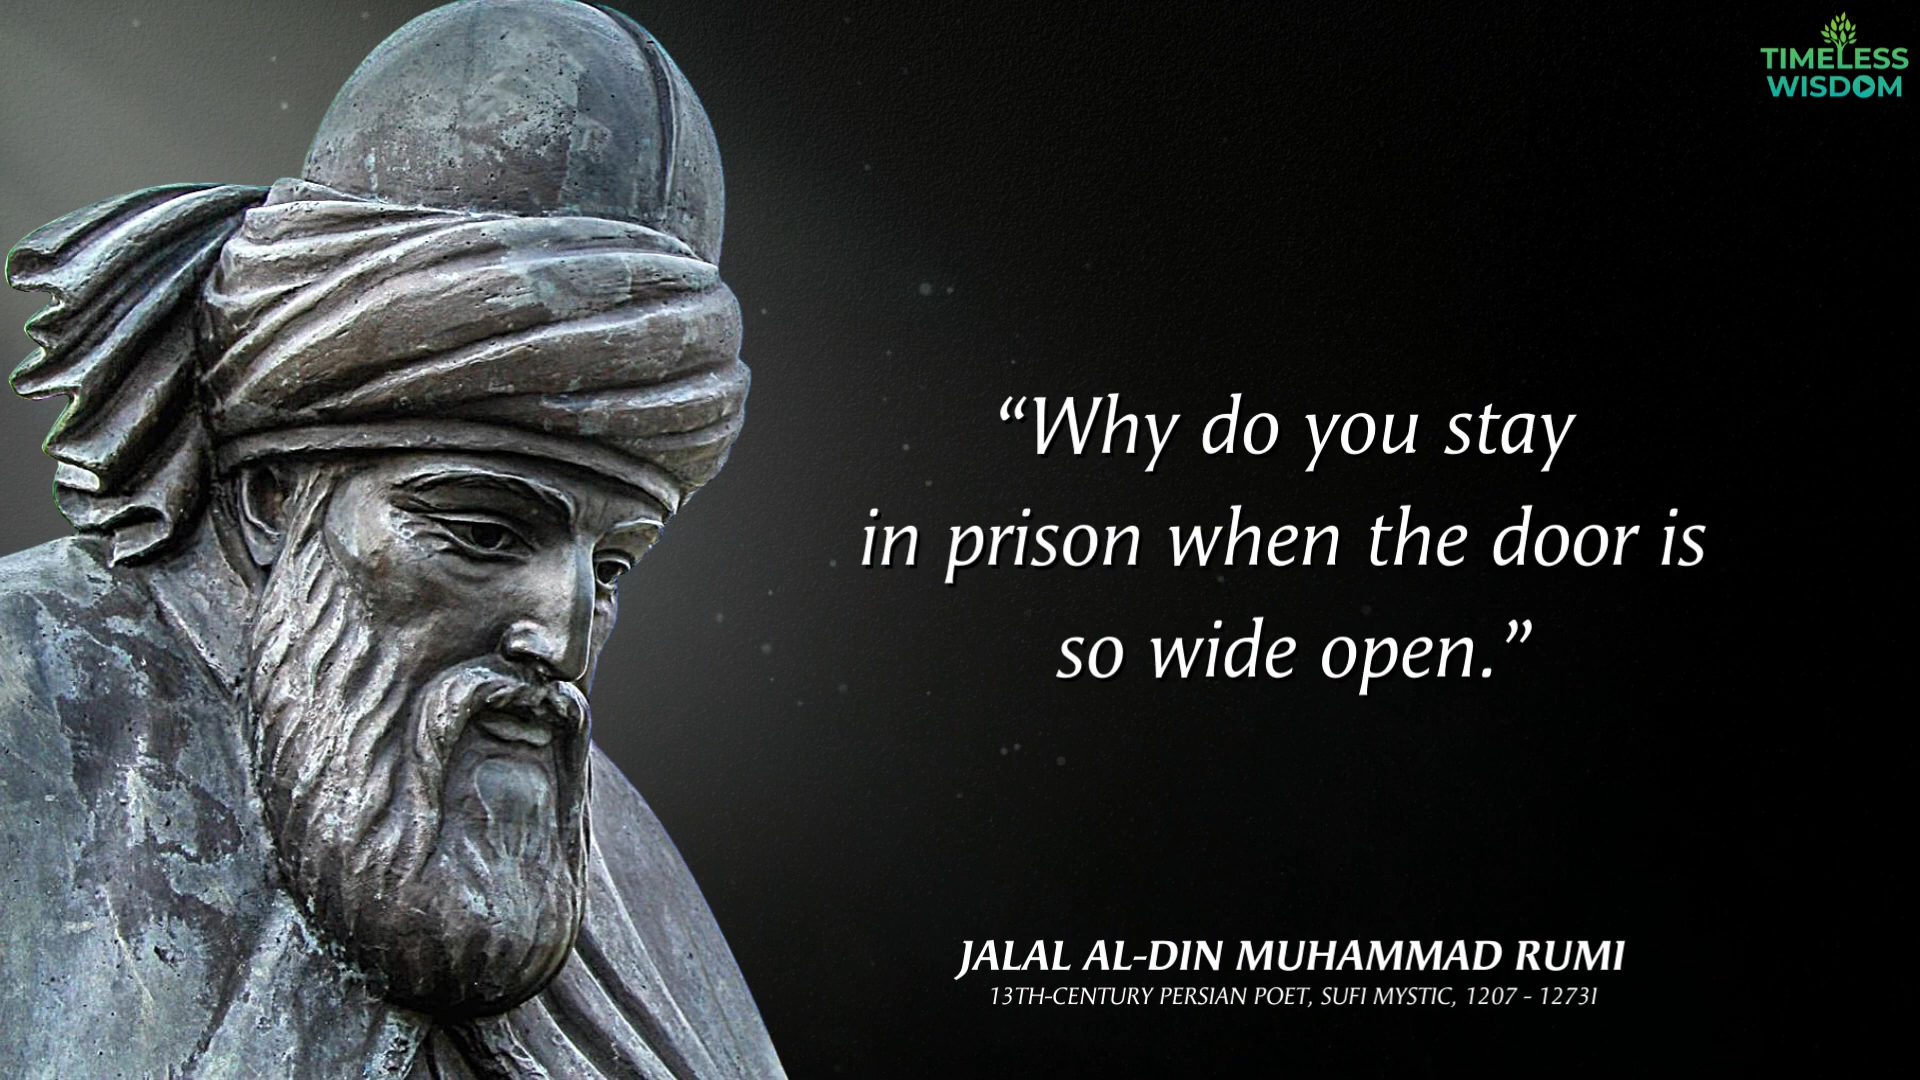 TIMELESS
WISDOM
“Why do you stay
in prison when the door is
so wide open.”
JALAL AL-DIN MUHAMMAD RUMI
13TH-CENTURY PERSIAN POET, SUFI MYSTIC, 1207 - 1273I